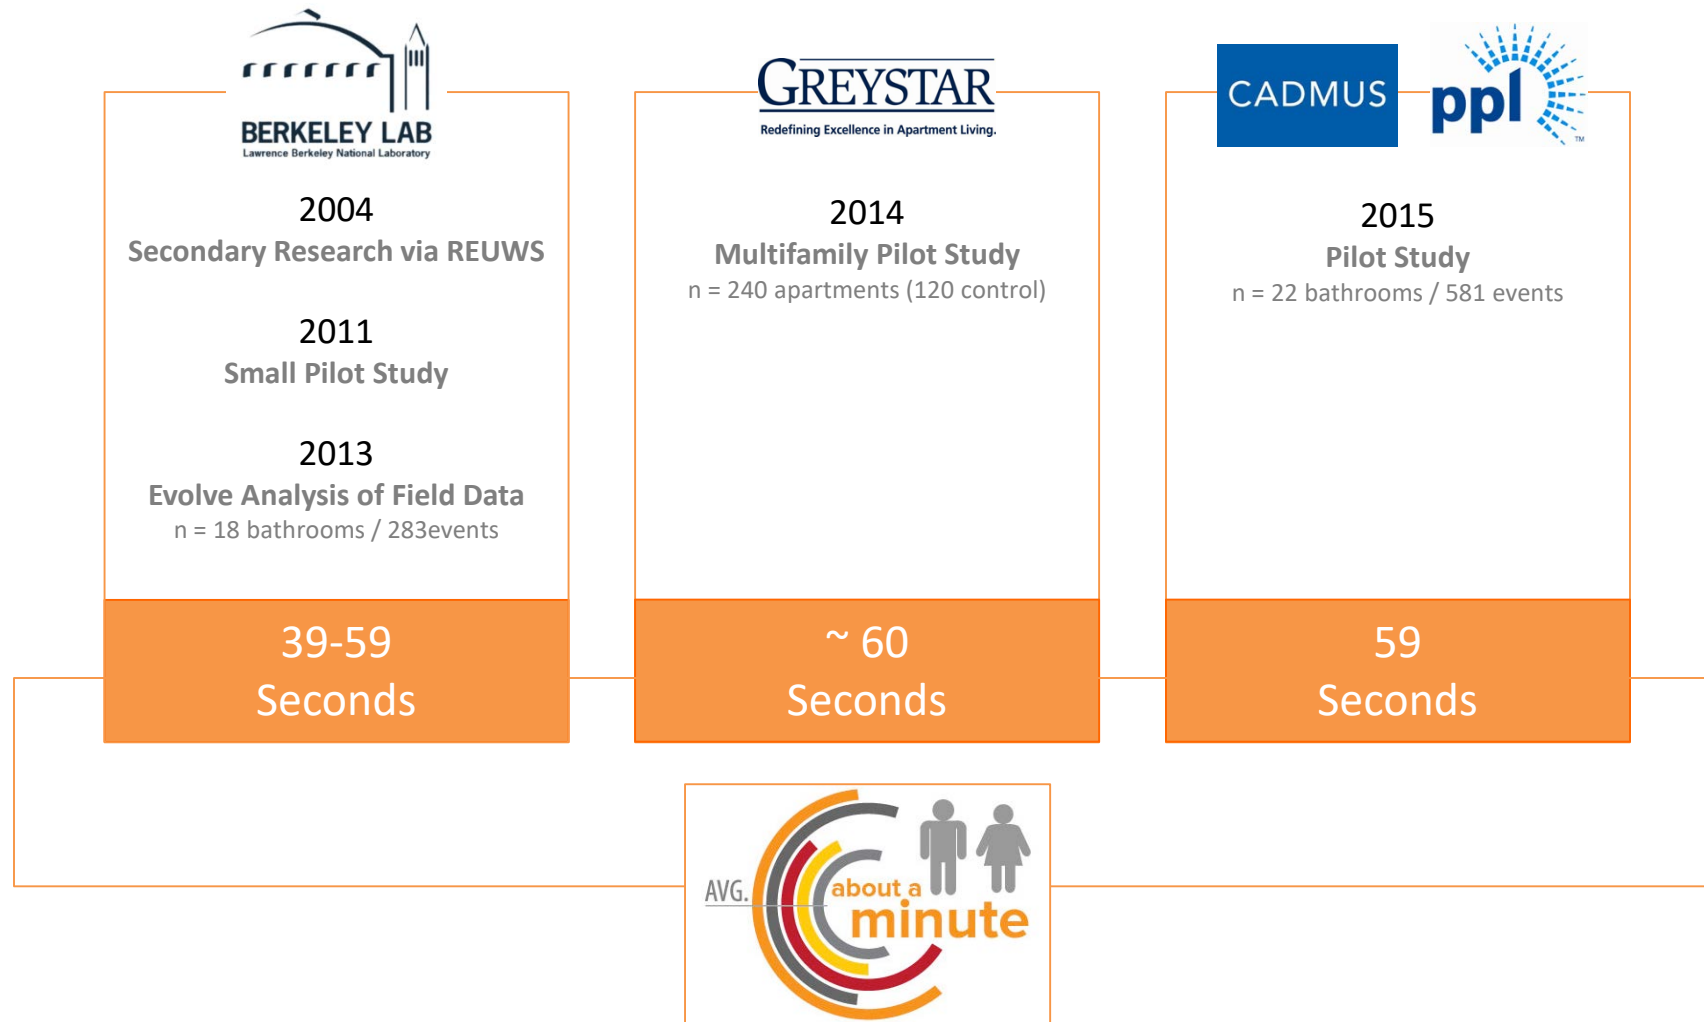 BERKELEY LAB
Lawrence Berkeley National Laboratory
2004
Secondary Research via REUWS
2011
Small Pilot Study
2013
Evolve Analysis of Field Data
n = 18 bathrooms / 283events
39-59
Seconds
GREYSTAR
Redefining Excellence in Apartment Living.
2014
Multifamily Pilot Study
n = 240 apartments (120 control)
~ 60
Seconds
CADMUS
ppl
TM
2015
Pilot Study
n = 22 bathrooms / 581 events
59
Seconds
AVG.
about a
minute